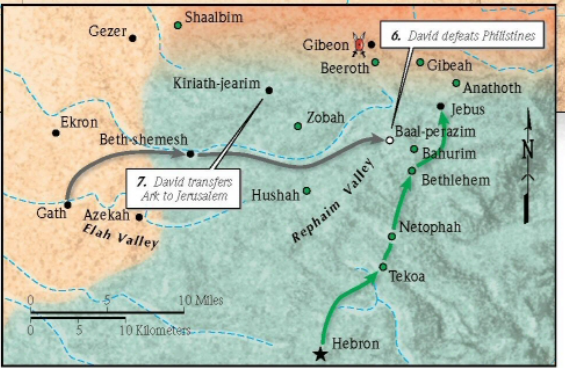 Shaalbim
Gezer
Gibeon
6. David defeats Philistines
Beeroth
Gibeah
Kiriath-jearim
Anathoth
Jebus
Zobah
Ekron
Beth-shemesh
Baal-perazim
Bahurim
7. David transfers
Ark to Jerusalem
Bethlehem
Hushah
Rephaim Valley
Gath
Azekah
Elah Valley
Netophah
Tekoa
N
0 5 10 Miles
0 5 10 Kilometers
Hebron